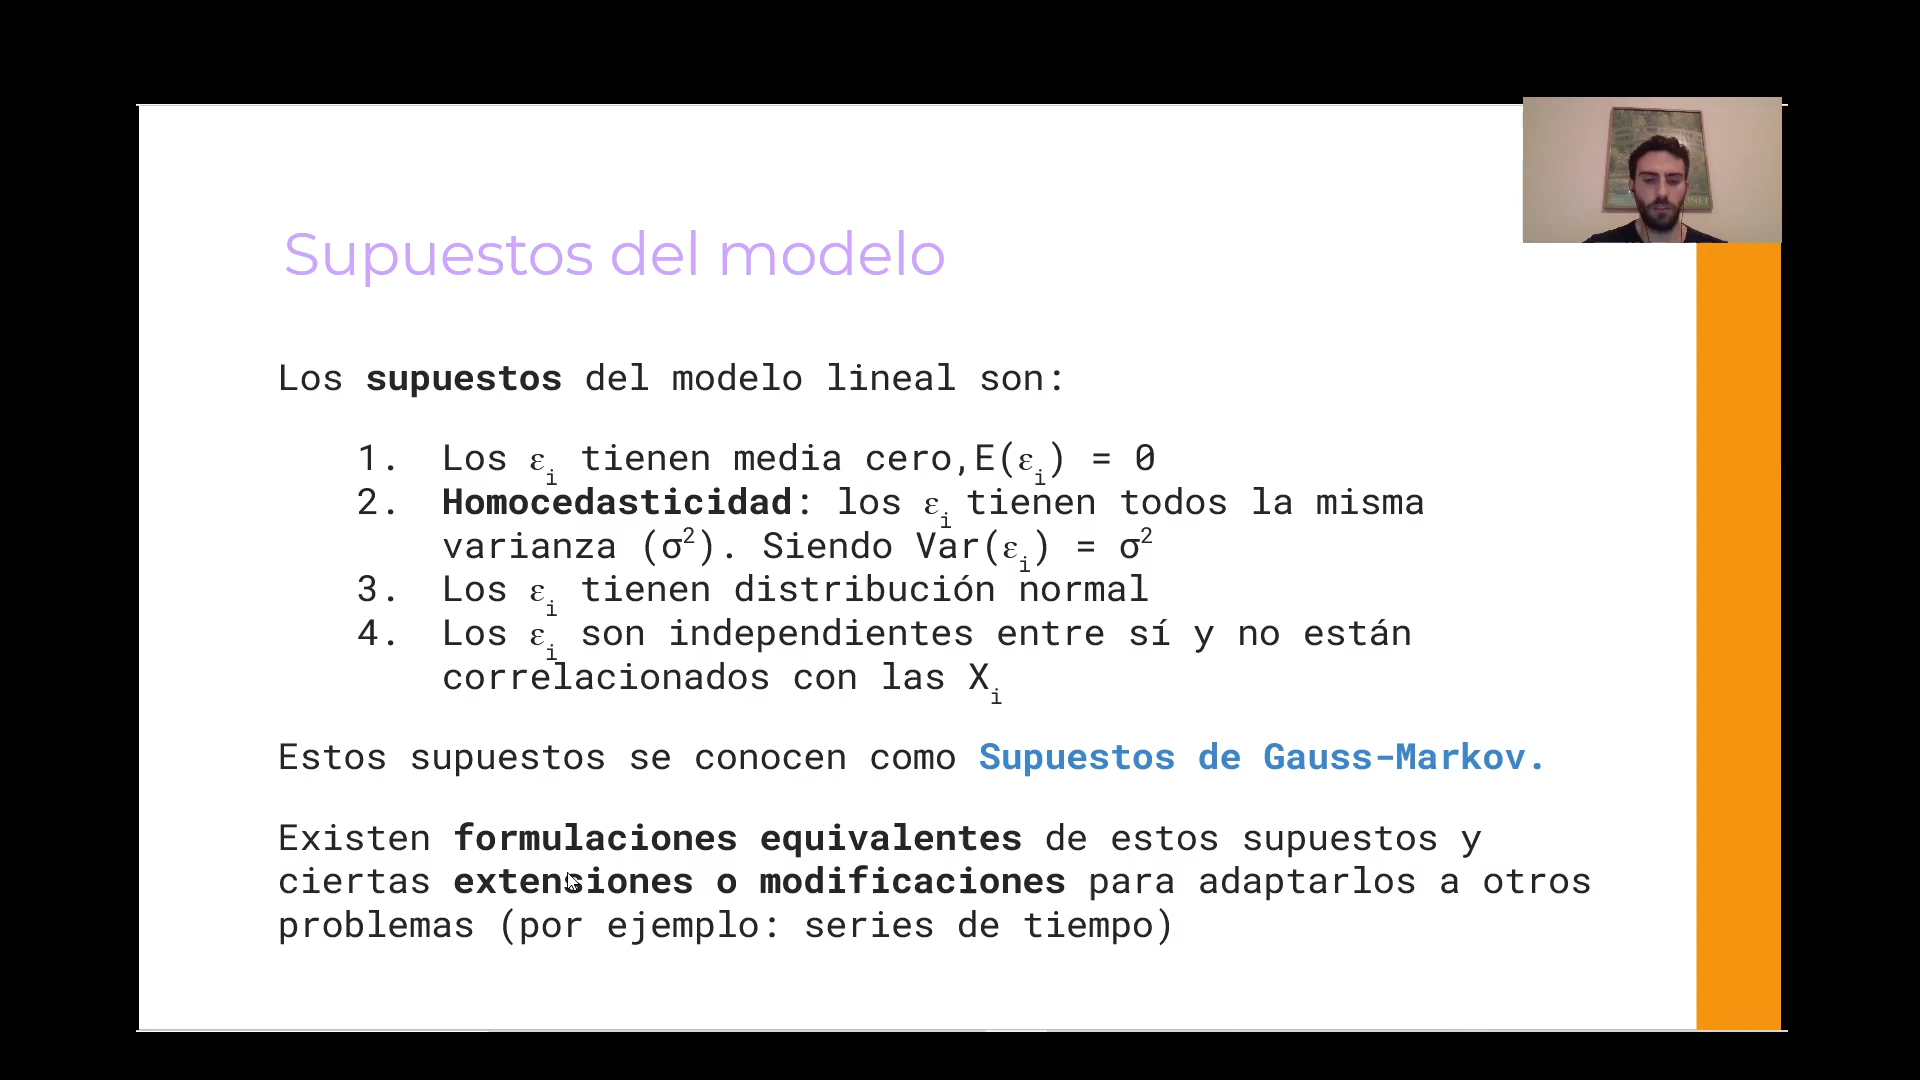 Supuestos del modelo
Los supuestos del modelo lineal son:
1. Los εᵢ tienen media cero,E(εᵢ) = 0
2. Homocedasticidad: los εᵢ tienen todos la misma
varianza (σ²). Siendo Var(εᵢ) = σ²
3. Los εᵢ tienen distribución normal
4. Los εᵢ son independientes entre sí y no están
correlacionados con las Xᵢ
Estos supuestos se conocen como Supuestos de Gauss-Markov.
Existen formulaciones equivalentes de estos supuestos y
ciertas extensiones o modificaciones para adaptarlos a otros
problemas (por ejemplo: series de tiempo)